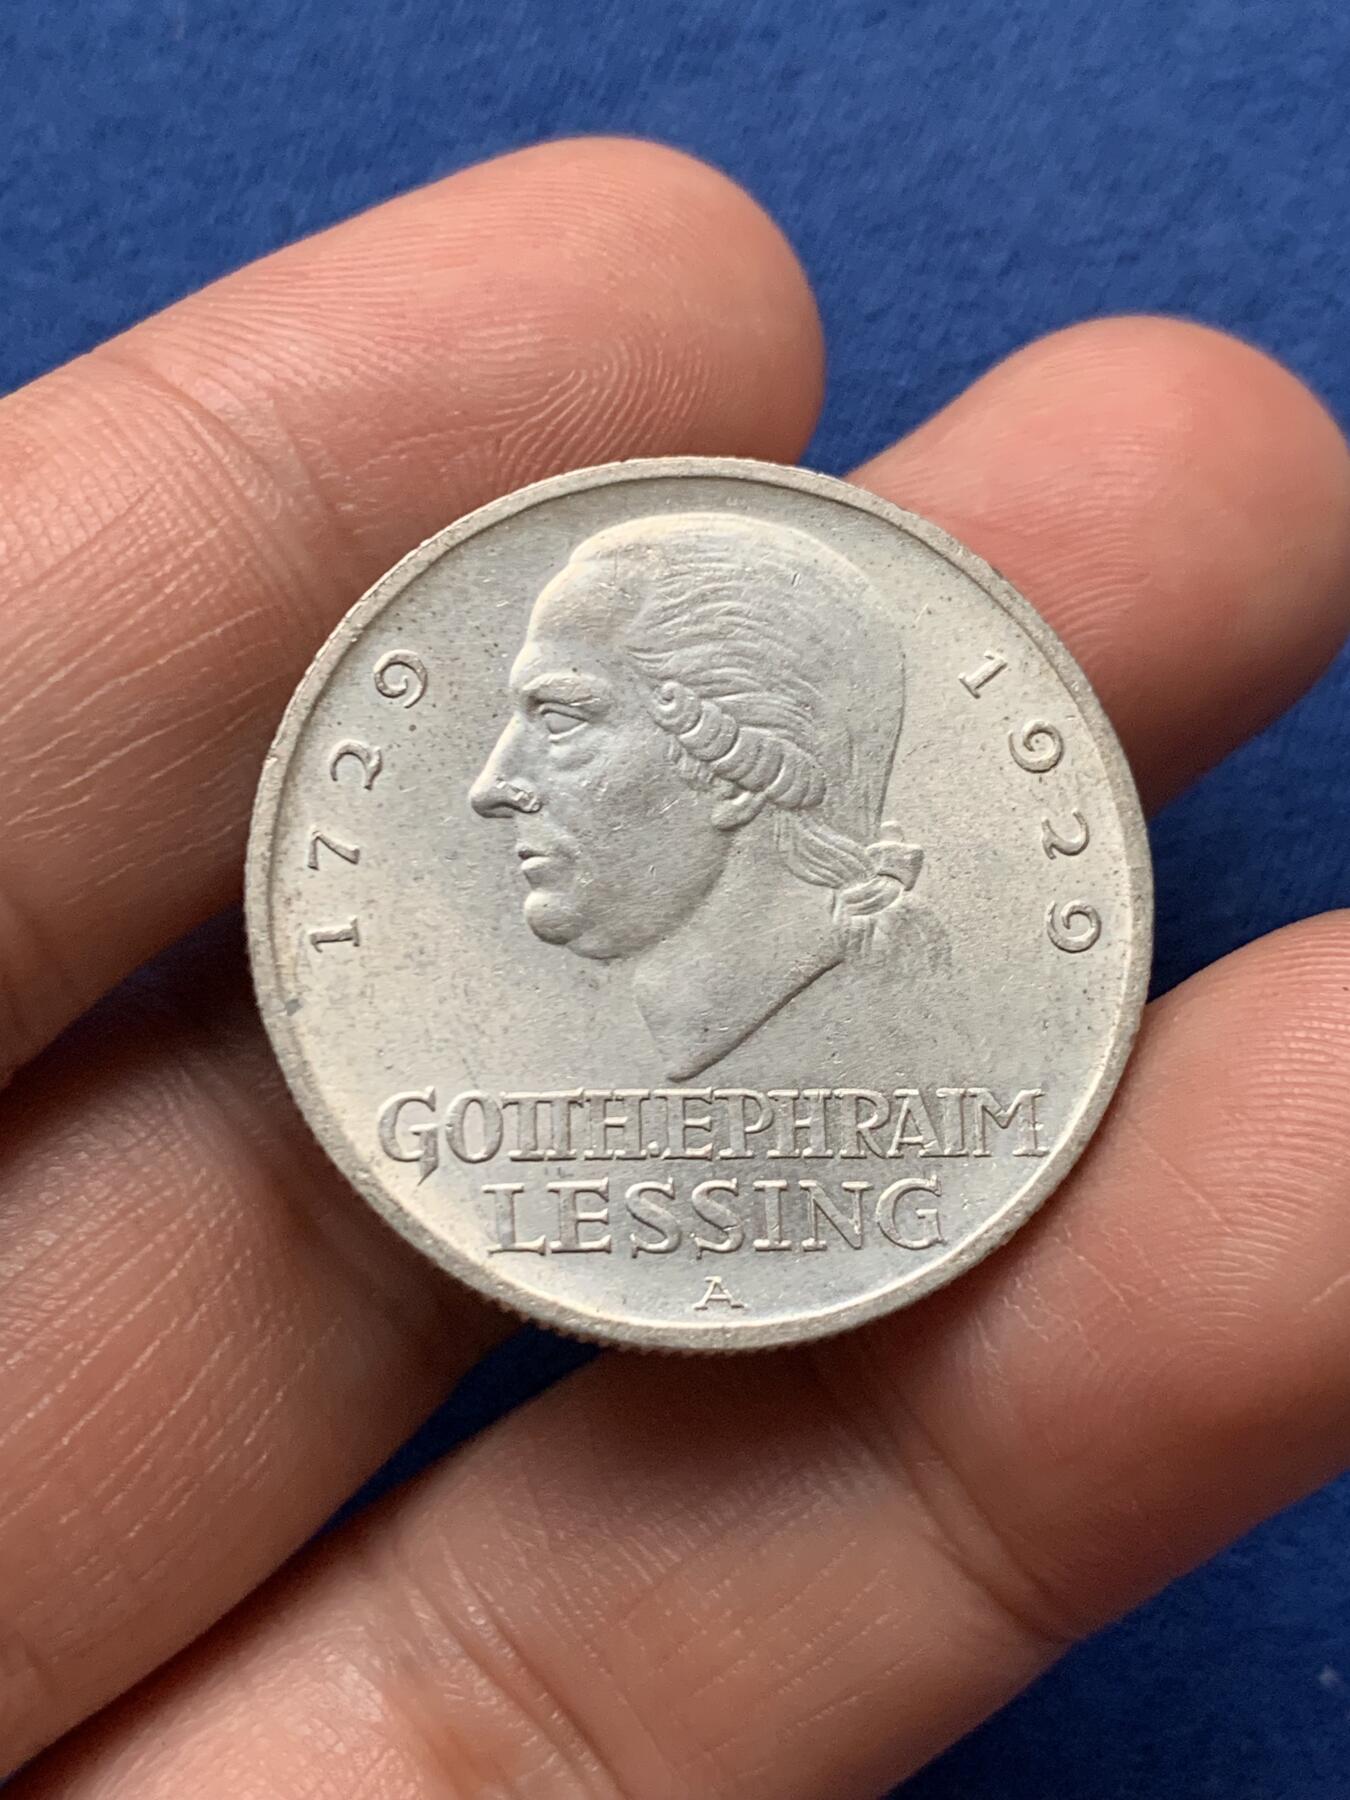 1729
1929
GOTTH.EPHRAIM
LESSING
A